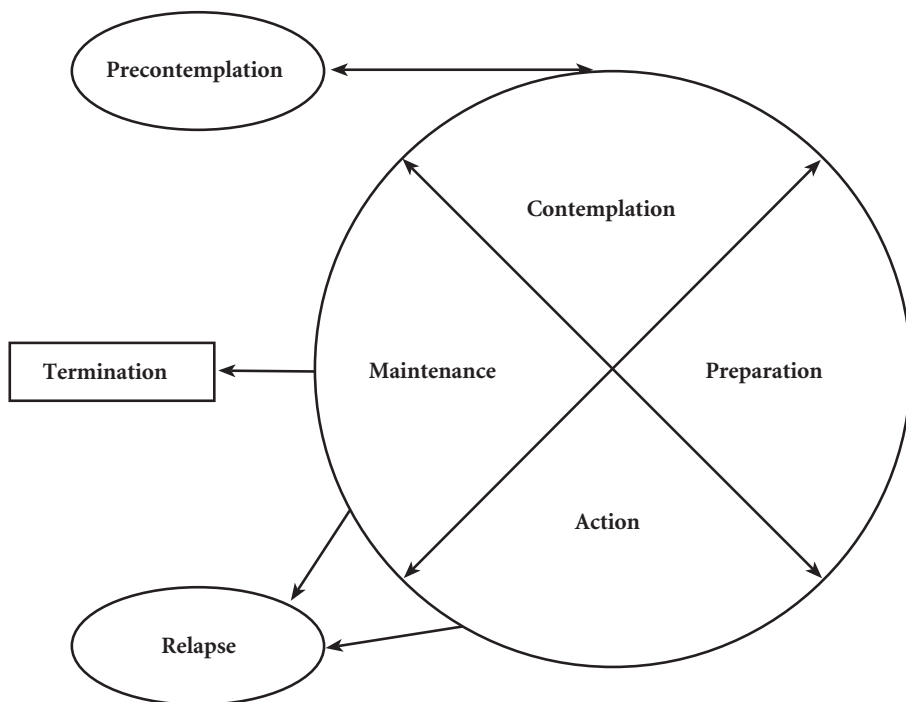 Precontemplation
Contemplation
Termination
Maintenance
Preparation
Action
Relapse